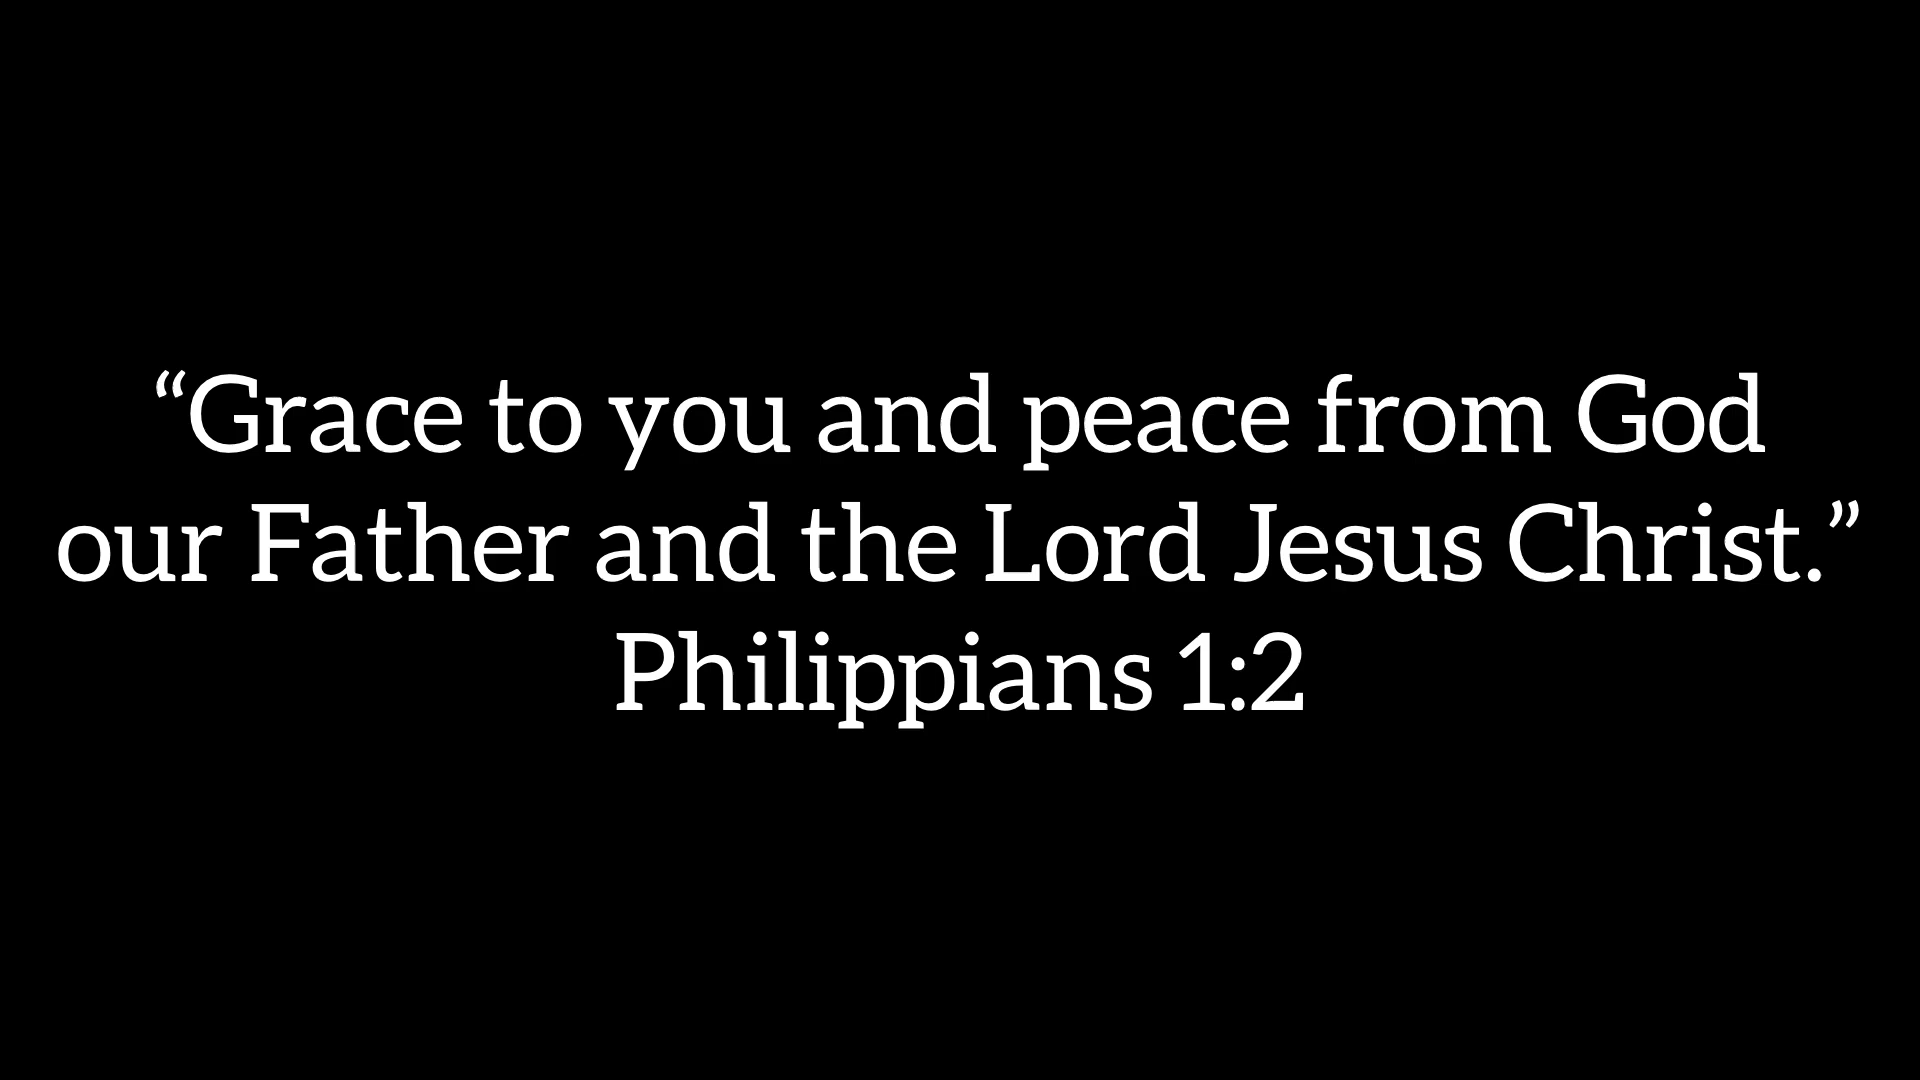 “Grace to you and peace from God
our Father and the Lord Jesus Christ.”
Philippians 1:2